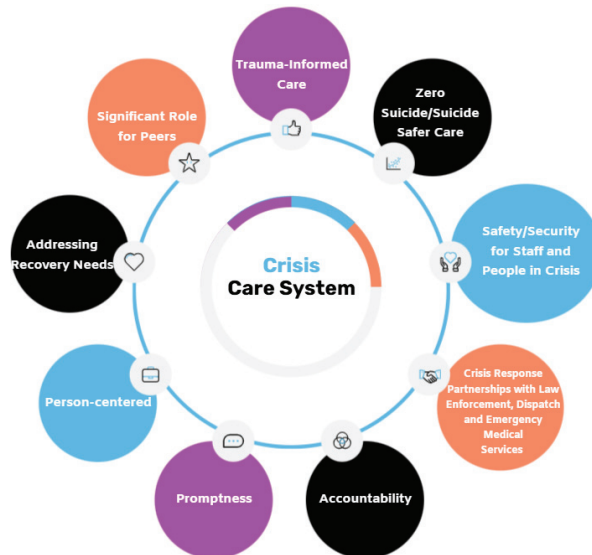 Trauma-Informed
Care
Zero
Suicide/Suicide
Safer Care
Safety/Security
for Staff and
People in Crisis
Crisis Response
Partnerships with Law
Enforcement, Dispatch
and Emergency
Medical
Services
Accountability
Promptness
Person-centered
Addressing
Recovery Needs
Significant Role
for Peers
Crisis
Care System